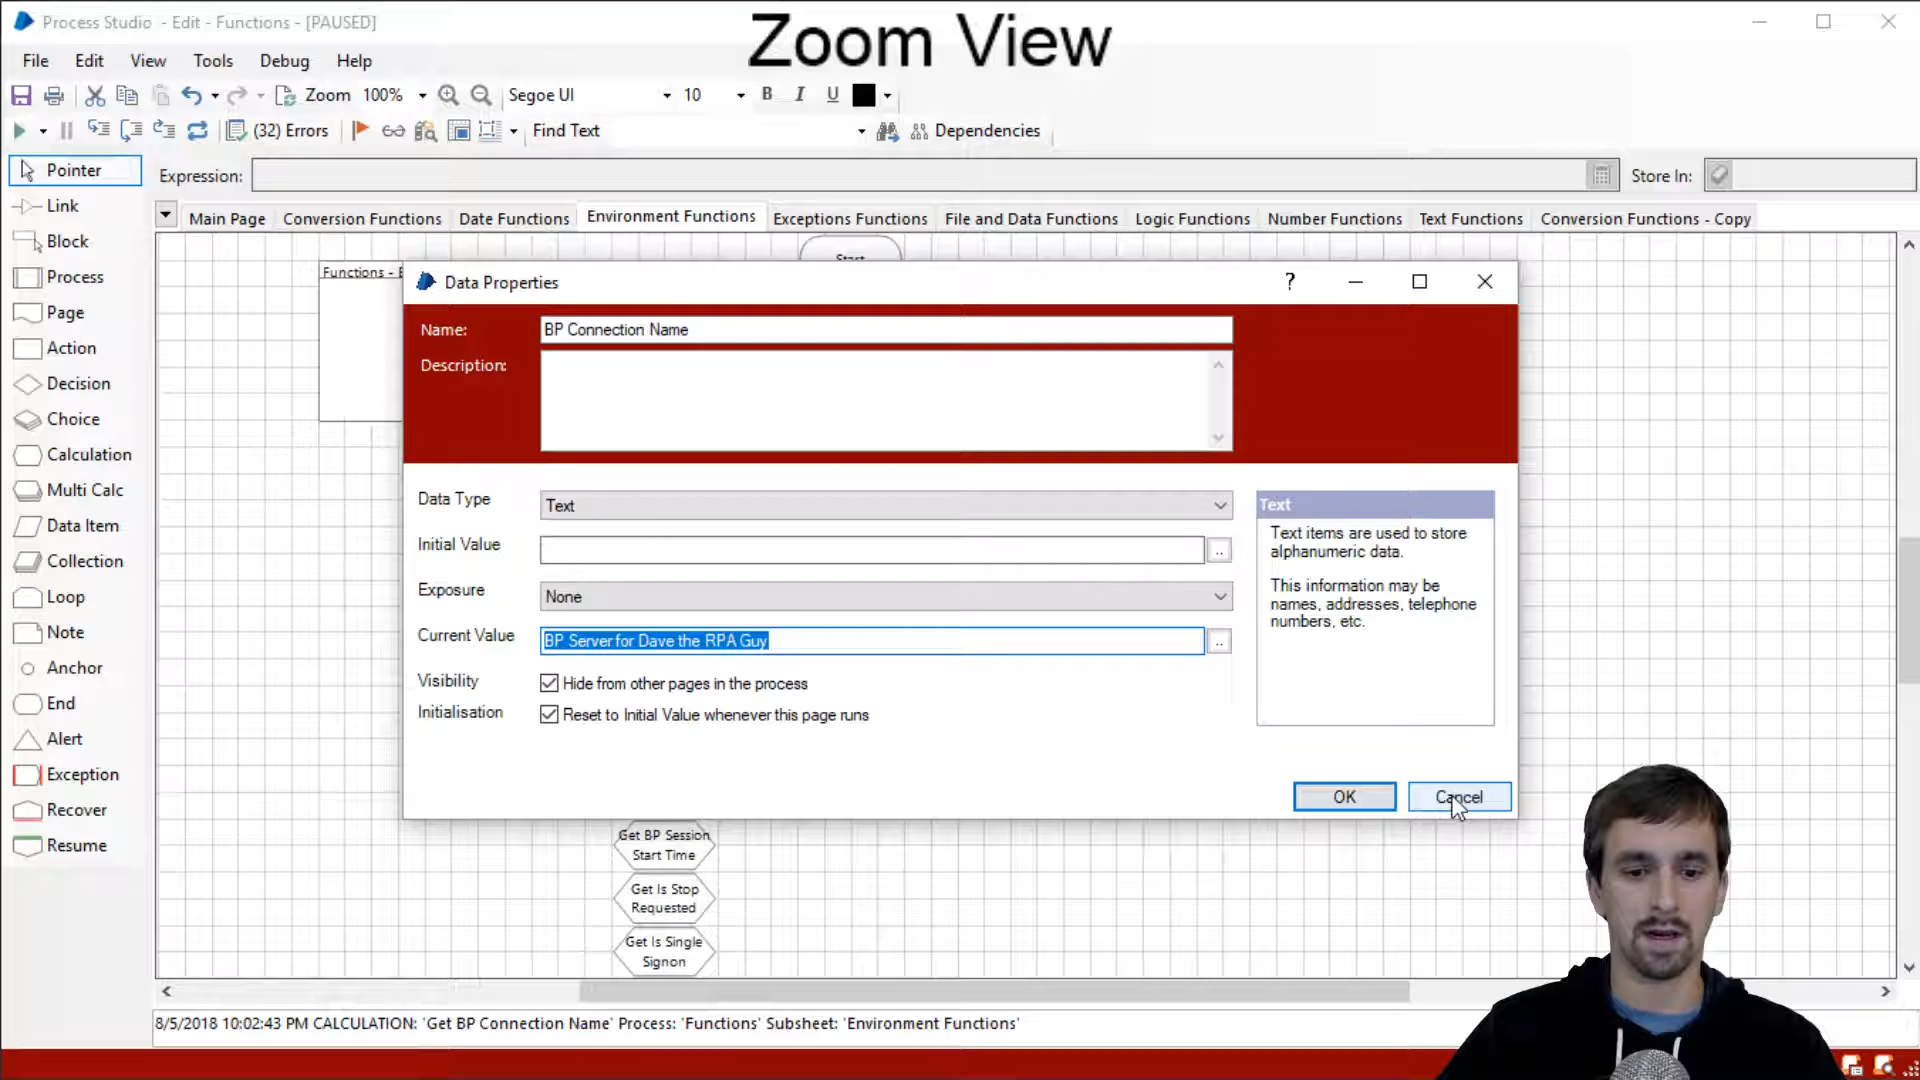 Process Studio - Edit - Functions - [PAUSED]
Zoom View
File Edit View Tools Debug Help
Zoom 100% Segoe UI 10 B I U
(32) Errors Find Text Dependencies
Pointer
Expression:
Store In:
Main Page Conversion Functions Date Functions Environment Functions Exceptions Functions File and Data Functions Logic Functions Number Functions Text Functions Conversion Functions - Copy
Link
Block
Process
Page
Action
Decision
Choice
Calculation
Multi Calc
Data Item
Collection
Loop
Note
Anchor
End
Alert
Exception
Recover
Resume
Start
Functions - E
Data Properties
?
Name: BP Connection Name
Description:
Data Type Text
Initial Value ..
Exposure None
Current Value BP Server for Dave the RPA Guy ..
Visibility Hide from other pages in the process
Initialisation Reset to Initial Value whenever this page runs
Text
Text items are used to store
alphanumeric data.
This information may be
names, addresses, telephone
numbers, etc.
OK Cancel
Get BP Session
Start Time
Get Is Stop
Requested
Get Is Single
Signon
8/5/2018 10:02:43 PM CALCULATION: 'Get BP Connection Name' Process: 'Functions' Subsheet: 'Environment Functions'